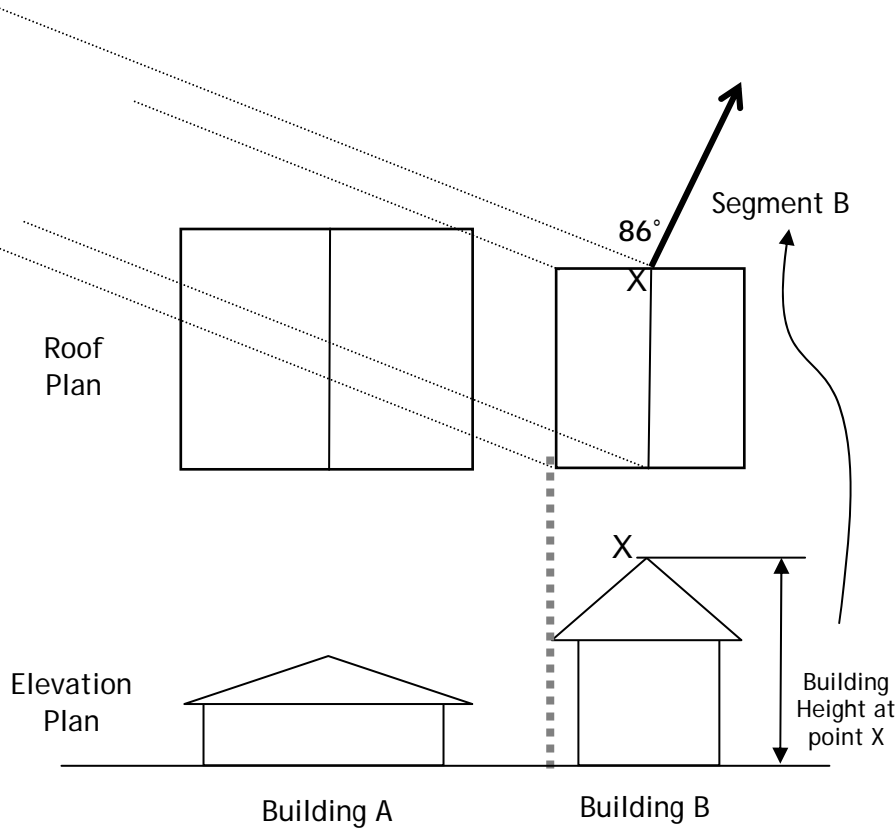 86°
Segment B
X
Roof
Plan
X
Elevation
Plan
Building
Height at
point X
Building A
Building B